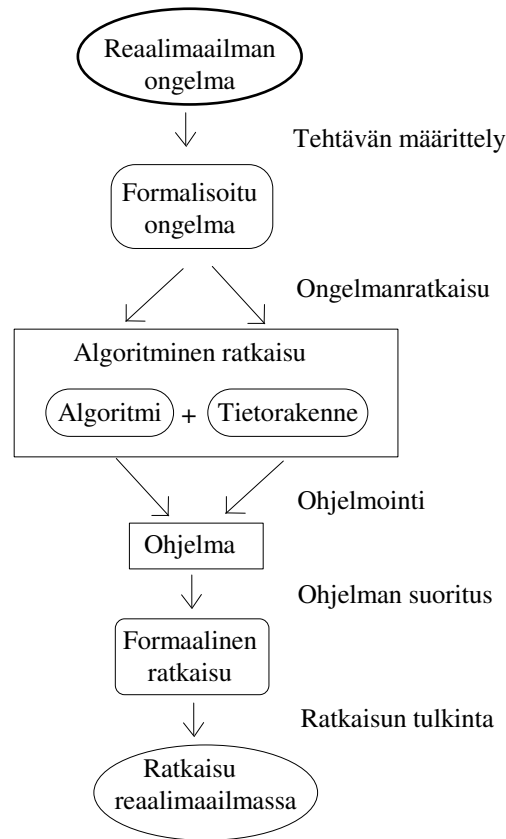 Reaalimaailman
ongelma
Tehtävän määrittely
Formalisoitu
ongelma
Ongelmanratkaisu
Algoritminen ratkaisu
Algoritmi + Tietorakenne
Ohjelmointi
Ohjelma
Ohjelman suoritus
Formaalinen
ratkaisu
Ratkaisun tulkinta
Ratkaisu
reaalimaailmassa